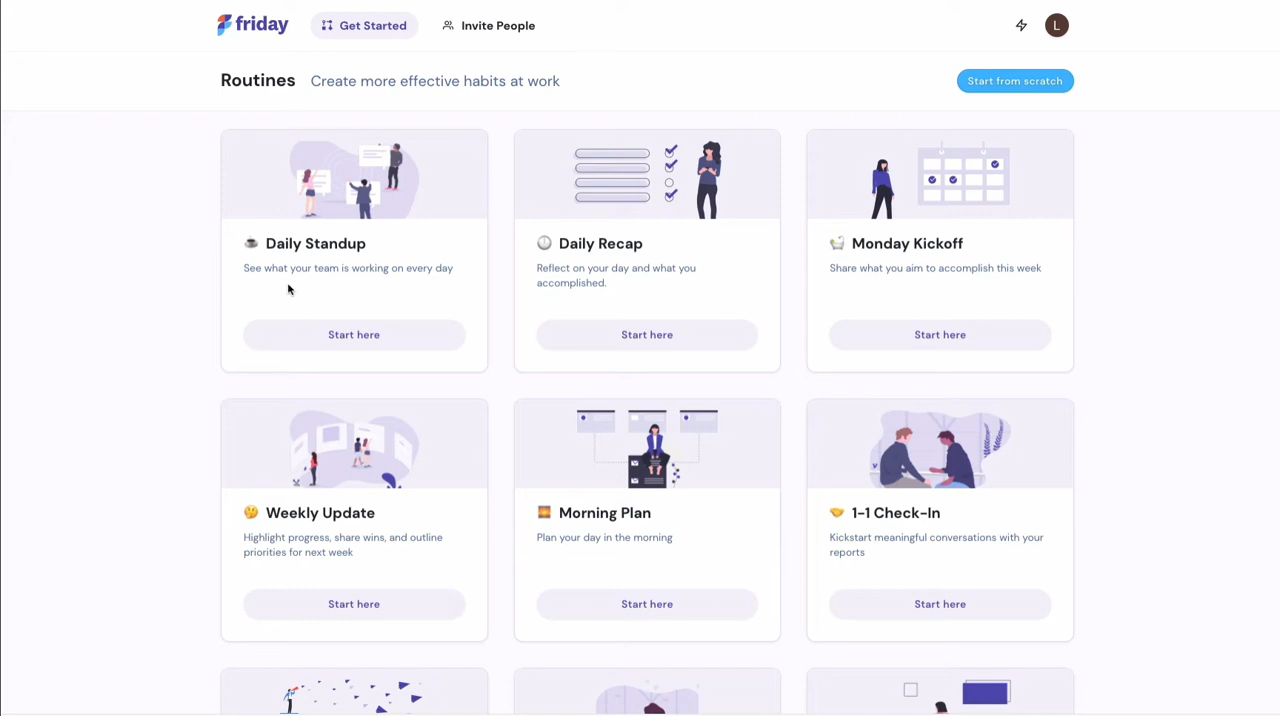 friday
Get Started
Invite People
L
Routines
Create more effective habits at work
Start from scratch
Daily Standup
See what your team is working on every day
Start here
Daily Recap
Reflect on your day and what you
accomplished.
Start here
Monday Kickoff
Share what you aim to accomplish this week
Start here
Weekly Update
Highlight progress, share wins, and outline
priorities for next week
Start here
Morning Plan
Plan your day in the morning
Start here
1-1 Check-In
Kickstart meaningful conversations with your
reports
Start here